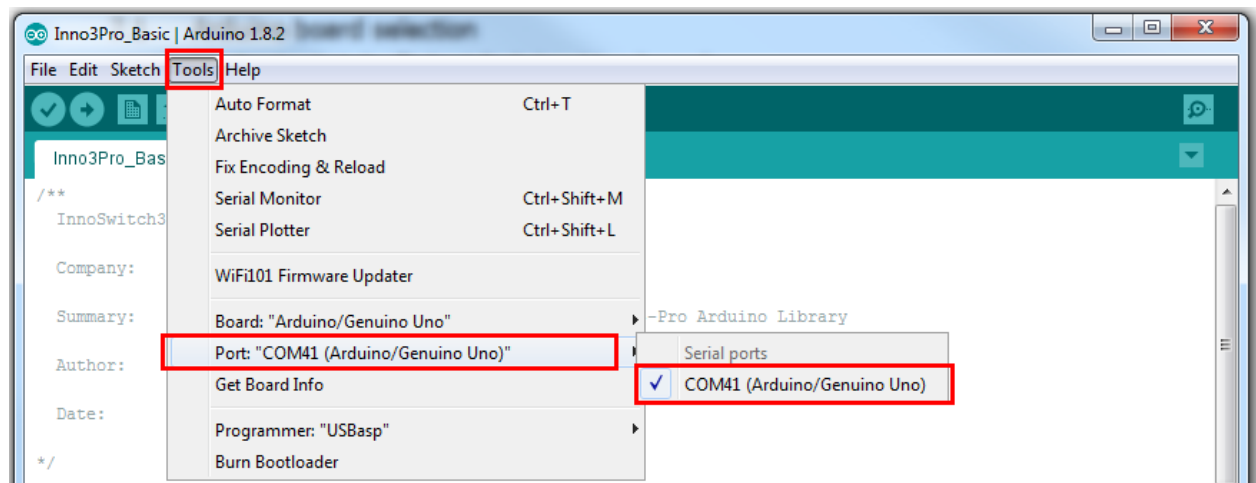 Inno3Pro_Basic | Arduino 1.8.2
File Edit Sketch Tools Help
Auto Format Ctrl+T
Archive Sketch
Inno3Pro_Bas
Fix Encoding & Reload
/**
Serial Monitor Ctrl+Shift+M
InnoSwitch3
Serial Plotter Ctrl+Shift+L
Company:
WiFi101 Firmware Updater
Summary:
Board: "Arduino/Genuino Uno"
-Pro Arduino Library
Port: "COM41 (Arduino/Genuino Uno)"
Serial ports
Author:
Get Board Info
COM41 (Arduino/Genuino Uno)
Date:
Programmer: "USBasp"
*/
Burn Bootloader